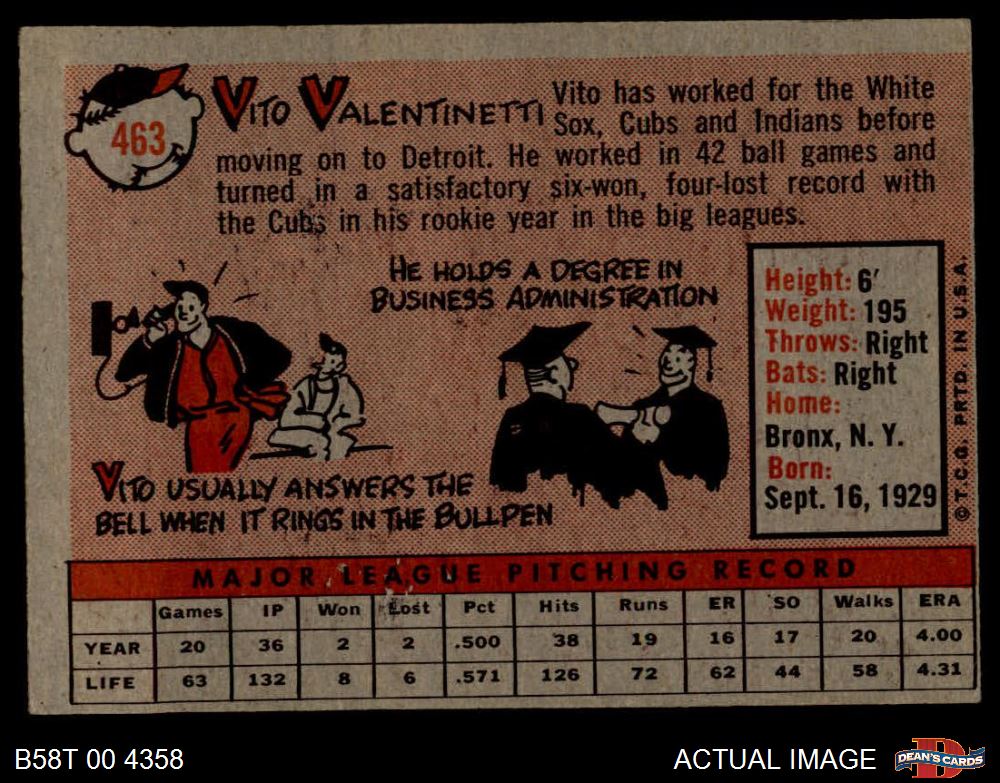 463
VITO VALENTINETTI
Vito has worked for the White
Sox, Cubs and Indians before
moving on to Detroit. He worked in 42 ball games and
turned in a satisfactory six-won, four-lost record with
the Cubs in his rookie year in the big leagues.
HE HOLDS A DEGREE IN
BUSINESS ADMINISTRATION
VITO USUALLY ANSWERS THE
BELL WHEN IT RINGS IN THE BULLPEN
Height: 6'
Weight: 195
Throws: Right
Bats: Right
Home:
Bronx, N. Y.
Born:
Sept. 16, 1929
© T.C.G. PRTD. IN U.S.A.
MAJOR LEAGUE PITCHING RECORD
Games IP Won Lost Pct Hits Runs ER SO Walks ERA
YEAR 20 36 2 2 .500 38 19 16 17 20 4.00
LIFE 63 132 8 6 .571 126 72 62 44 58 4.31
B58T 00 4358
ACTUAL IMAGE
D
DEAN'S CARDS